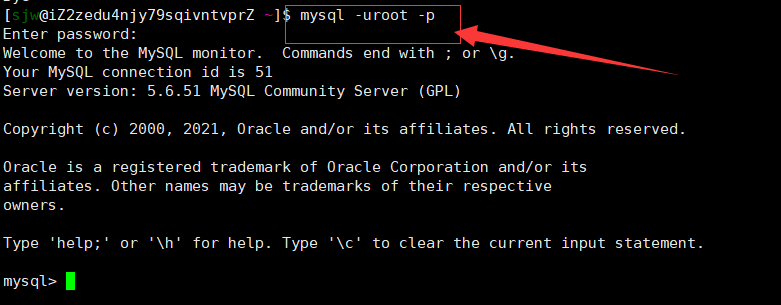 [sjw@iZ2zedu4njy79sqivntvprZ ~]$ mysql -uroot -p
Enter password:
Welcome to the MySQL monitor.  Commands end with ; or \g.
Your MySQL connection id is 51
Server version: 5.6.51 MySQL Community Server (GPL)
Copyright (c) 2000, 2021, Oracle and/or its affiliates. All rights reserved.
Oracle is a registered trademark of Oracle Corporation and/or its
affiliates. Other names may be trademarks of their respective
owners.
Type 'help;' or '\h' for help. Type '\c' to clear the current input statement.
mysql>